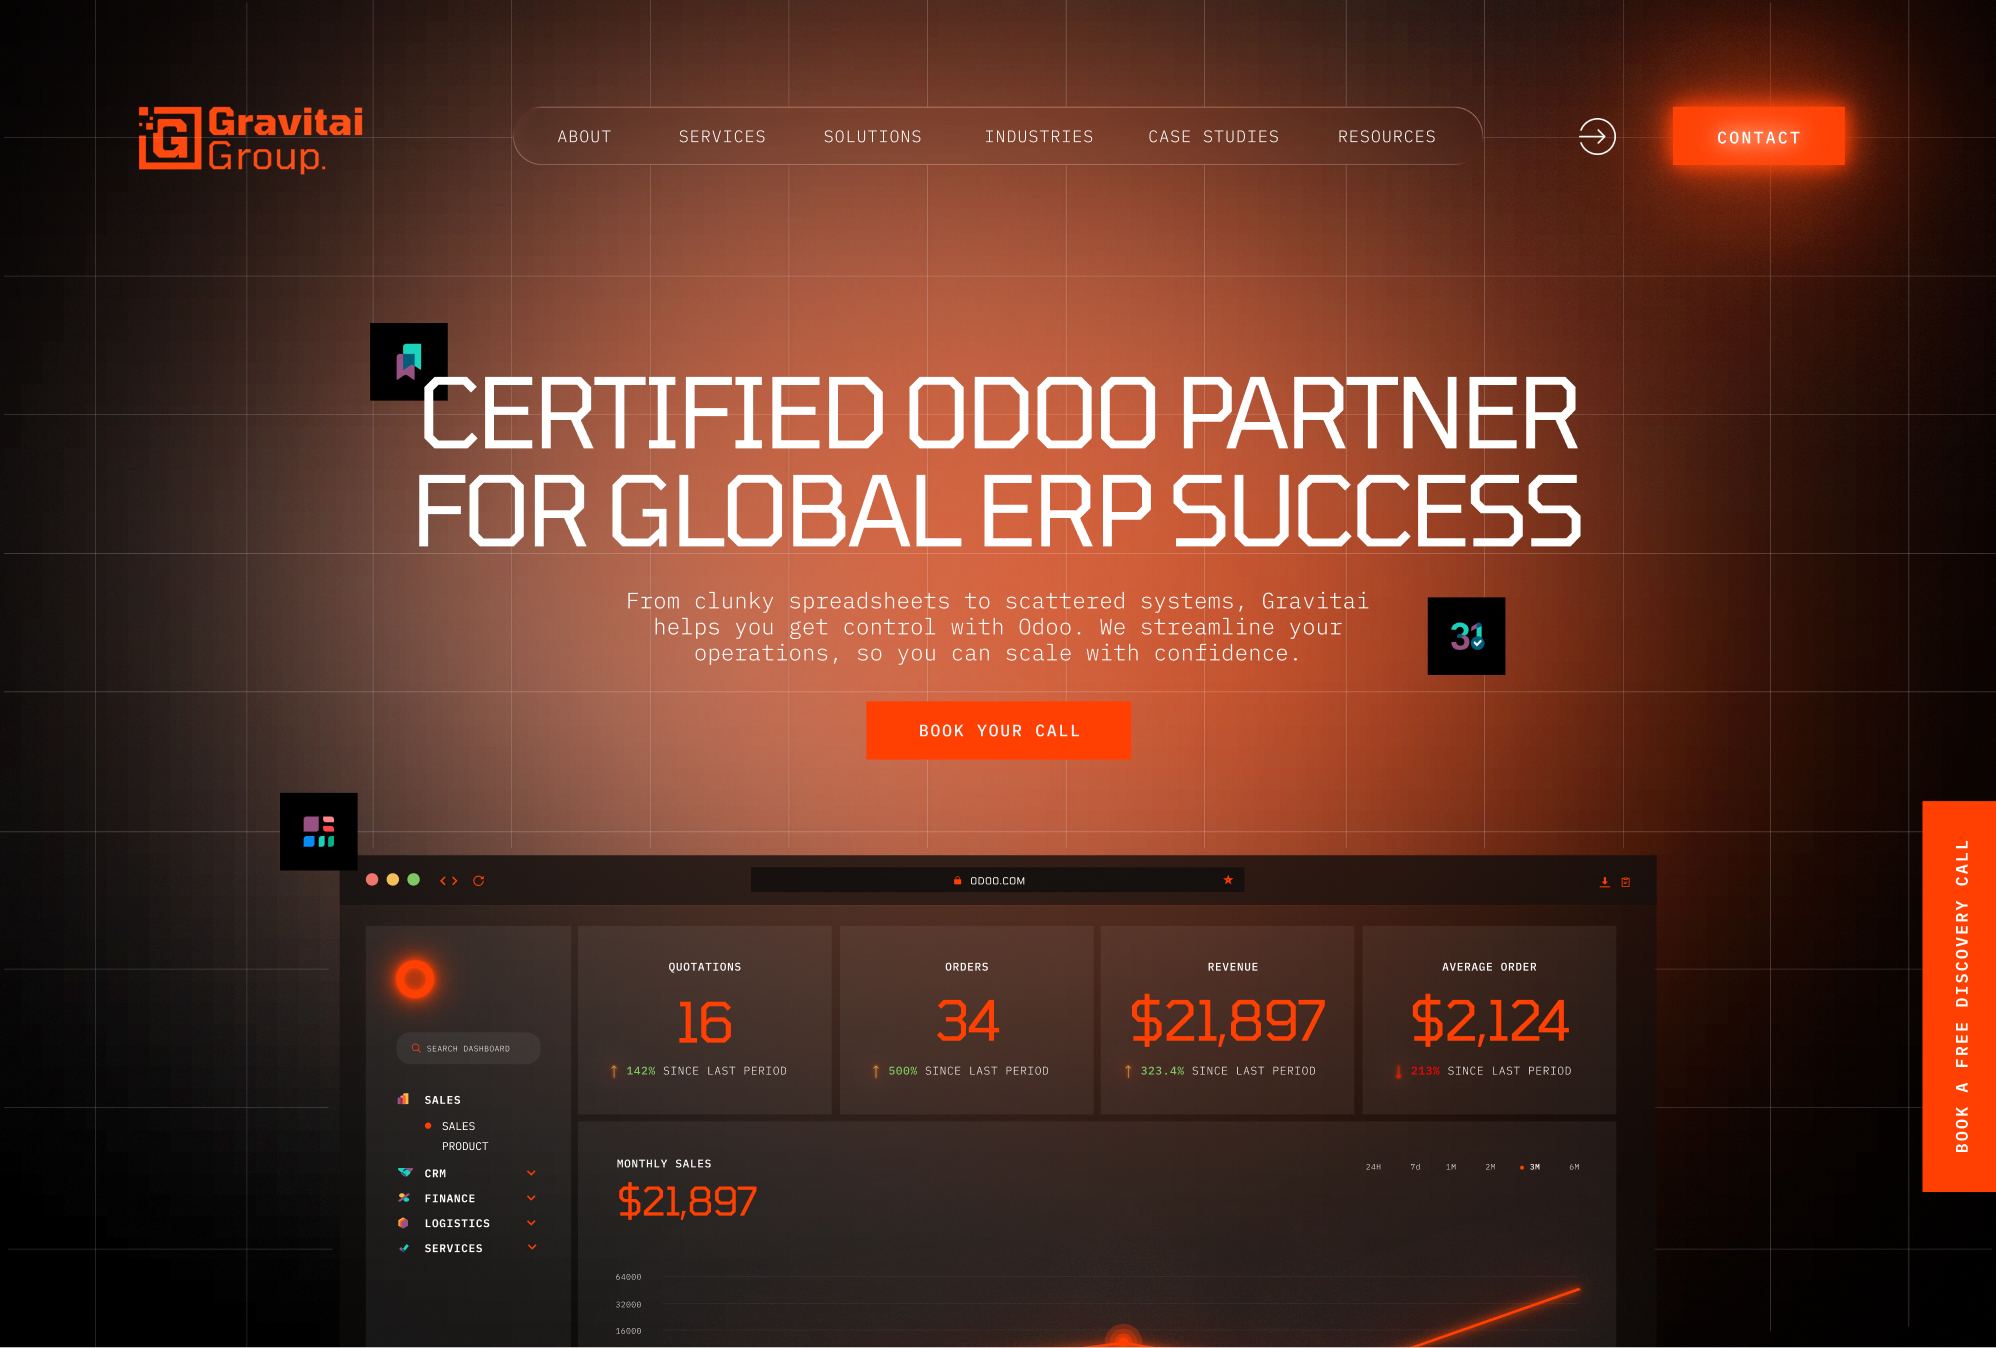 Gravitai
Group.
ABOUT SERVICES SOLUTIONS INDUSTRIES CASE STUDIES RESOURCES
CONTACT
CERTIFIED ODOO PARTNER
FOR GLOBAL ERP SUCCESS
From clunky spreadsheets to scattered systems, Gravitai
helps you get control with Odoo. We streamline your
operations, so you can scale with confidence.
31
BOOK YOUR CALL
BOOK A FREE DISCOVERY CALL
ODOO.COM
SEARCH DASHBOARD
SALES
SALES
PRODUCT
CRM
FINANCE
LOGISTICS
SERVICES
QUOTATIONS
16
142% SINCE LAST PERIOD
ORDERS
34
500% SINCE LAST PERIOD
REVENUE
$21,897
323.4% SINCE LAST PERIOD
AVERAGE ORDER
$2,124
213% SINCE LAST PERIOD
MONTHLY SALES
$21,897
24H 7d 1M 2M 3M 6M
64000
32000
16000